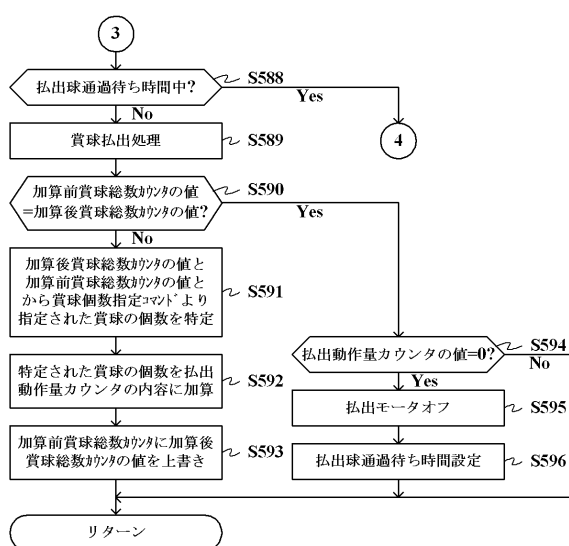 3
払出球通過待ち時間中?
S588
Yes
No
4
賞球払出処理
S589
加算前賞球総数カウンタの値
=加算後賞球総数カウンタの値?
S590
Yes
No
加算後賞球総数カウンタの値と
加算前賞球総数カウンタの値と
から賞球個数指定コマンドより
指定された賞球の個数を特定
S591
払出動作量カウンタの値=0?
S594
No
Yes
特定された賞球の個数を払出
動作量カウンタの内容に加算
S592
払出モータオフ
S595
加算前賞球総数カウンタに加算後
賞球総数カウンタの値を上書き
S593
払出球通過待ち時間設定
S596
リターン